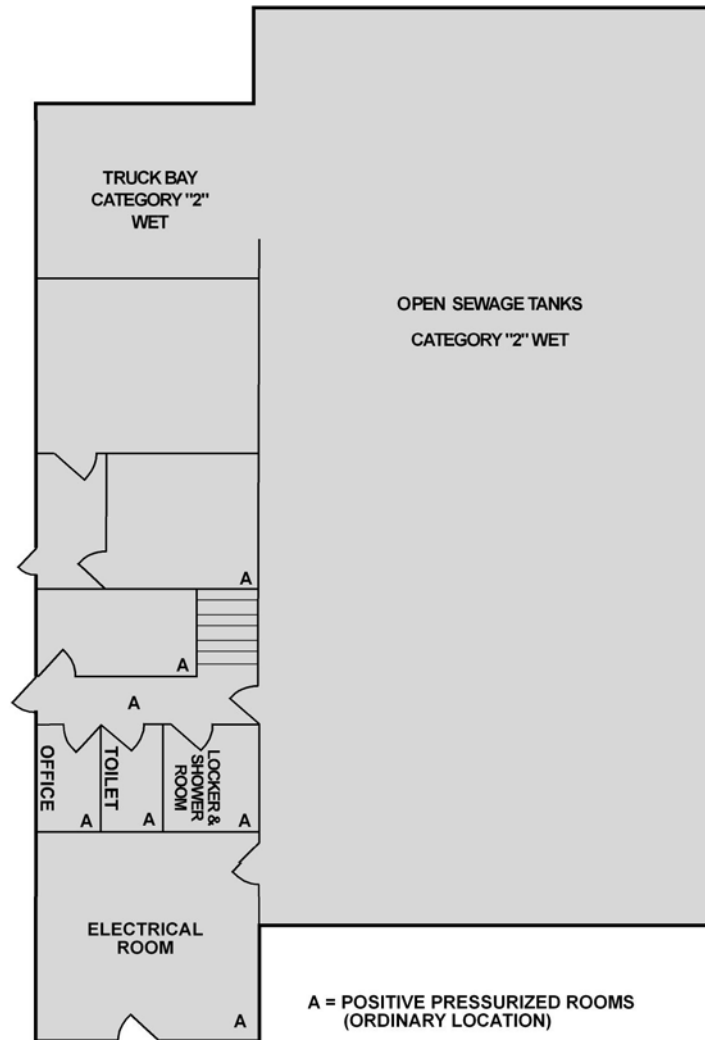 TRUCK BAY
CATEGORY "2"
WET
OPEN SEWAGE TANKS
CATEGORY "2" WET
A
A
A
OFFICE
A
TOILET
A
LOCKER &
SHOWER
ROOM
A
ELECTRICAL
ROOM
A
A = POSITIVE PRESSURIZED ROOMS
(ORDINARY LOCATION)